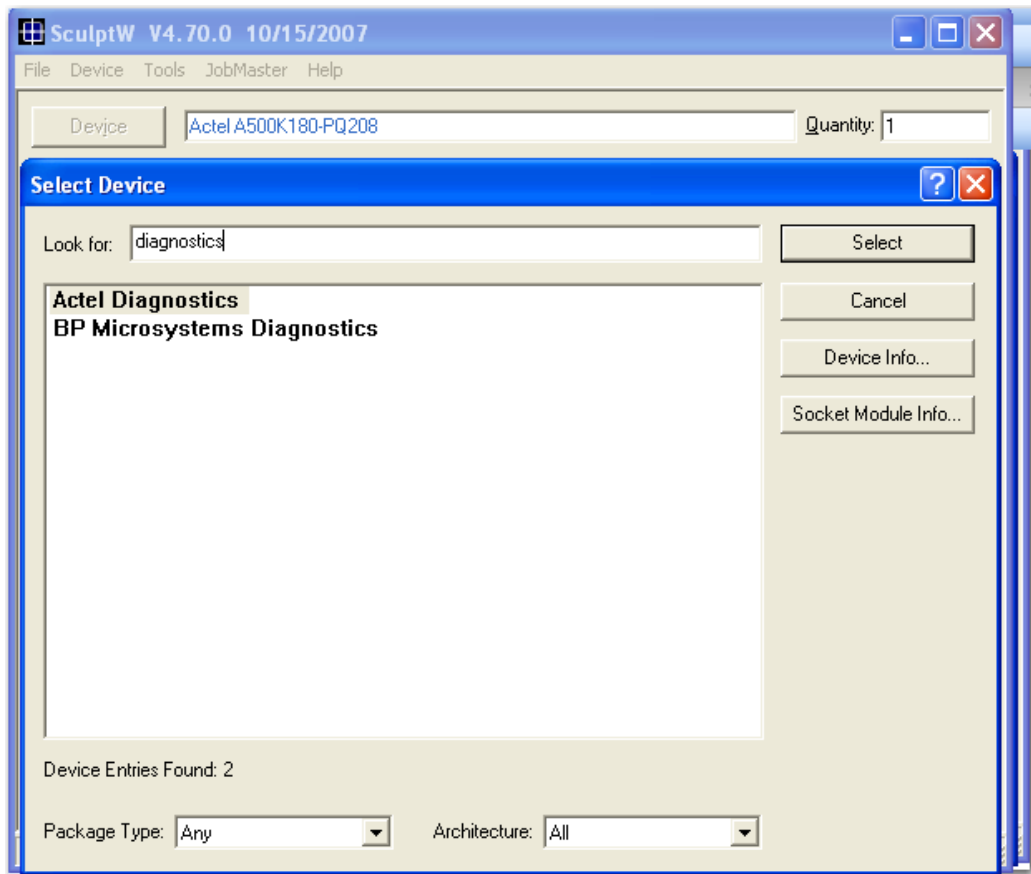 SculptW V4.70.0 10/15/2007
File Device Tools JobMaster Help
Device Actel A500K180-PQ208 Quantity: 1
Select Device
Look for: diagnostics Select
Actel Diagnostics Cancel
BP Microsystems Diagnostics
Device Info...
Socket Module Info...
Device Entries Found: 2
Package Type: Any Architecture: All